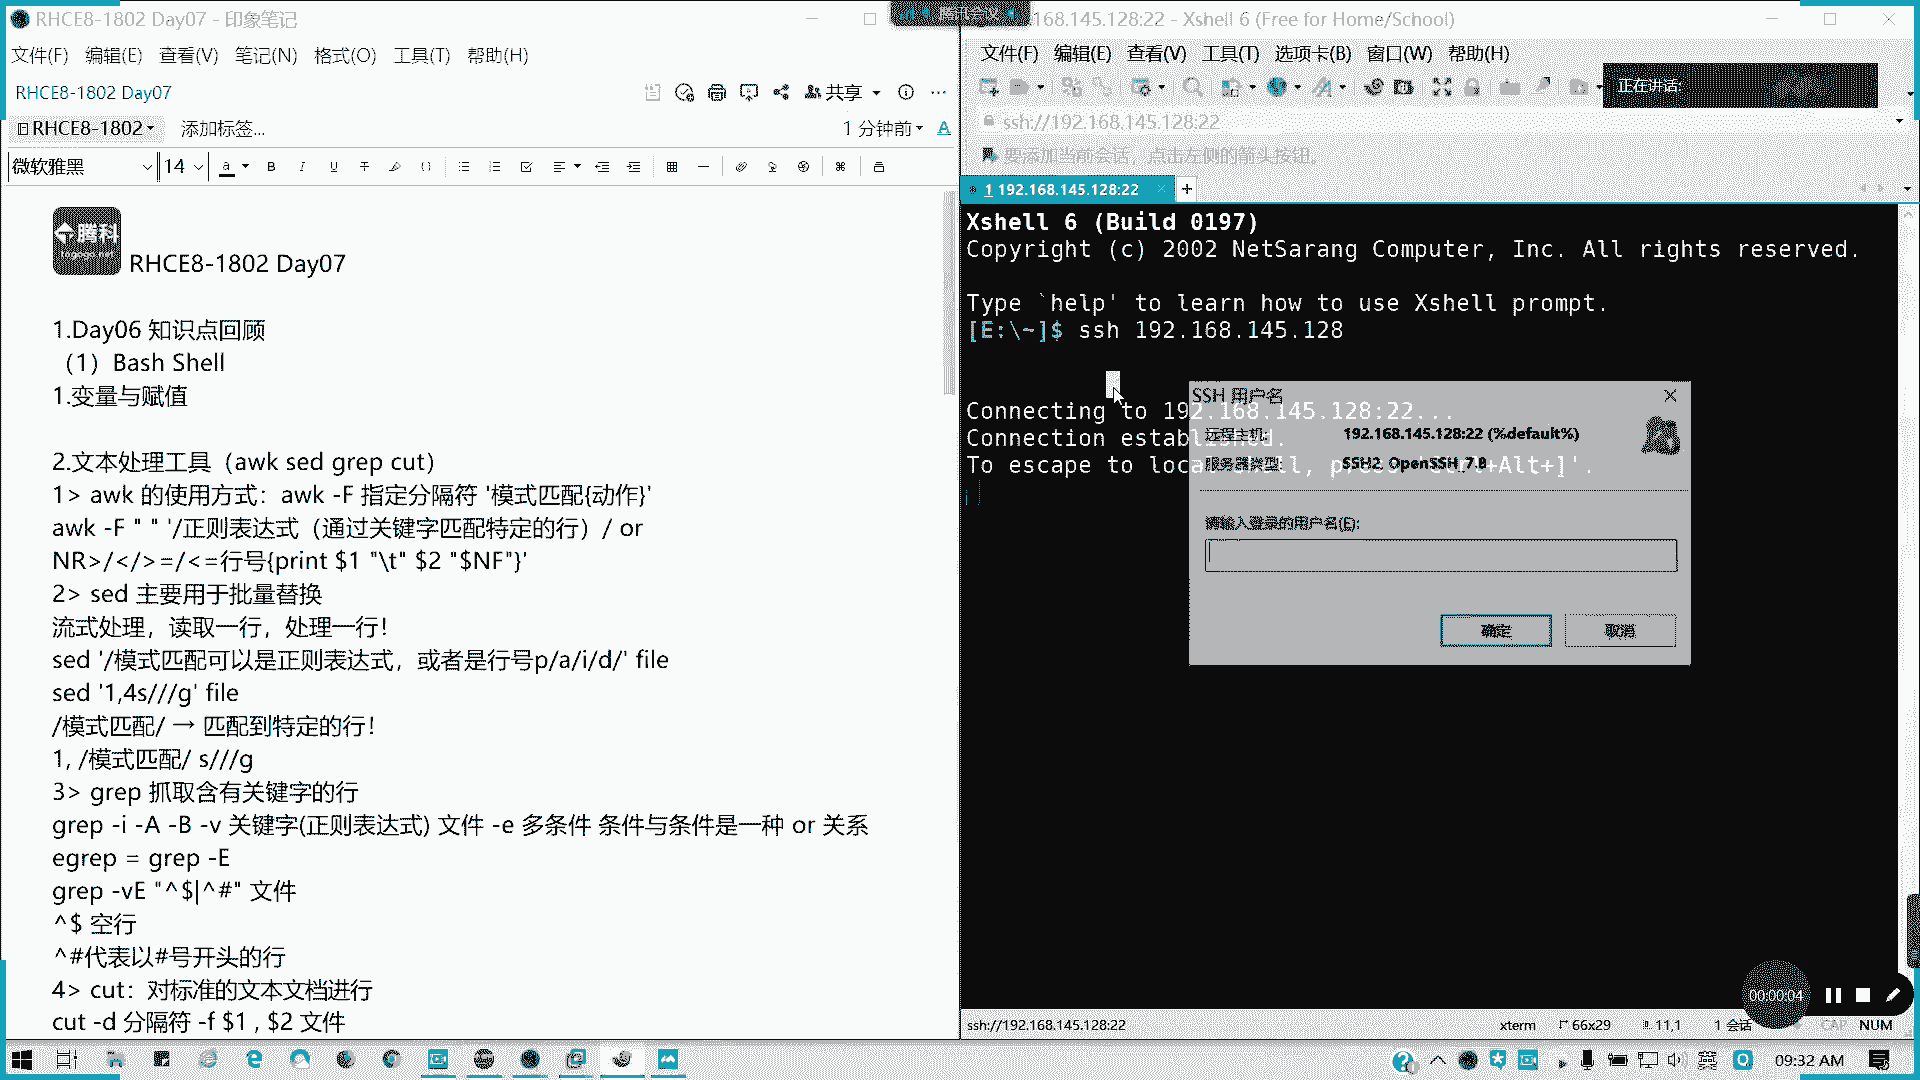 RHCE8-1802 Day07 - 印象笔记
文件(F) 编辑(E) 查看(V) 笔记(N) 格式(O) 工具(T) 帮助(H)
RHCE8-1802 Day07
共享
RHCE8-1802 添加标签...
1 分钟前
微软雅黑 14
腾科
togogo.net
RHCE8-1802 Day07
1.Day06 知识点回顾
（1）Bash Shell
1.变量与赋值
2.文本处理工具（awk sed grep cut）
1> awk 的使用方式：awk -F 指定分隔符 '模式匹配{动作}'
awk -F " " '/正则表达式（通过关键字匹配特定的行）/ or
NR>/</>=/<=行号{print $1 "\t" $2 "$NF"}'
2> sed 主要用于批量替换
流式处理，读取一行，处理一行！
sed '/模式匹配可以是正则表达式，或者是行号p/a/i/d/' file
sed '1,4s///g' file
/模式匹配/ → 匹配到特定的行！
1, /模式匹配/ s///g
3> grep 抓取含有关键字的行
grep -i -A -B -v 关键字(正则表达式) 文件 -e 多条件 条件与条件是一种 or 关系
egrep = grep -E
grep -vE "^$|^#" 文件
^$ 空行
^#代表以#号开头的行
4> cut：对标准的文本文档进行
cut -d 分隔符 -f $1 , $2 文件
腾讯会议
168.145.128:22 - Xshell 6 (Free for Home/School)
文件(F) 编辑(E) 查看(V) 工具(T) 选项卡(B) 窗口(W) 帮助(H)
正在讲话:
ssh://192.168.145.128:22
要添加当前会话，点击左侧的箭头按钮。
1 192.168.145.128:22
Xshell 6 (Build 0197)
Copyright (c) 2002 NetSarang Computer, Inc. All rights reserved.
Type `help' to learn how to use Xshell prompt.
[E:\~]$ ssh 192.168.145.128
Connecting to 192.168.145.128:22...
Connection established.
To escape to local shell, press 'Ctrl+Alt+]'.
SSH 用户名
远程主机: 192.168.145.128:22 (%default%)
服务器类型: SSH2, OpenSSH_7.8
请输入登录的用户名(E):
确定 取消
00:00:04
ssh://192.168.145.128:22 xterm 66x29 11,1 1 会话 CAP NUM
英 09:32 AM